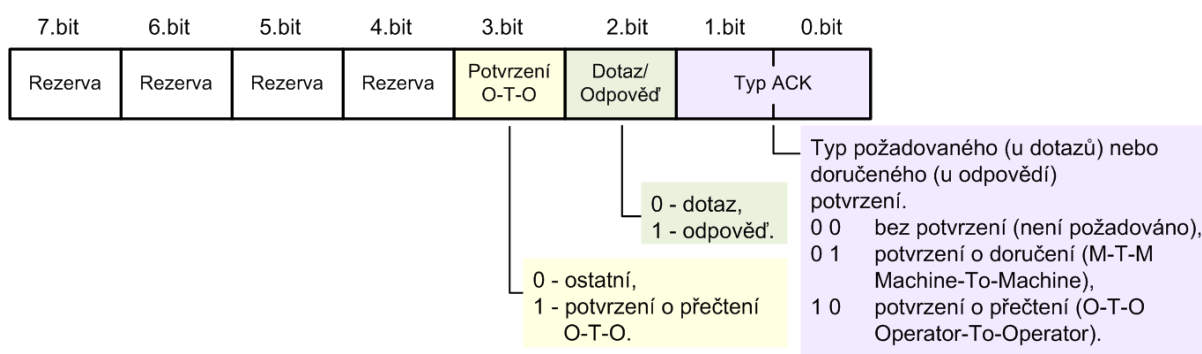 7.bit 6.bit 5.bit 4.bit 3.bit 2.bit 1.bit 0.bit
Rezerva Rezerva Rezerva Rezerva Potvrzení O-T-O Dotaz/ Odpověď Typ ACK
Typ požadovaného (u dotazů) nebo
doručeného (u odpovědí)
potvrzení.
0 0 bez potvrzení (není požadováno),
0 1 potvrzení o doručení (M-T-M
Machine-To-Machine),
1 0 potvrzení o přečtení (O-T-O
Operator-To-Operator).
0 - dotaz,
1 - odpověď.
0 - ostatní,
1 - potvrzení o přečtení
O-T-O.